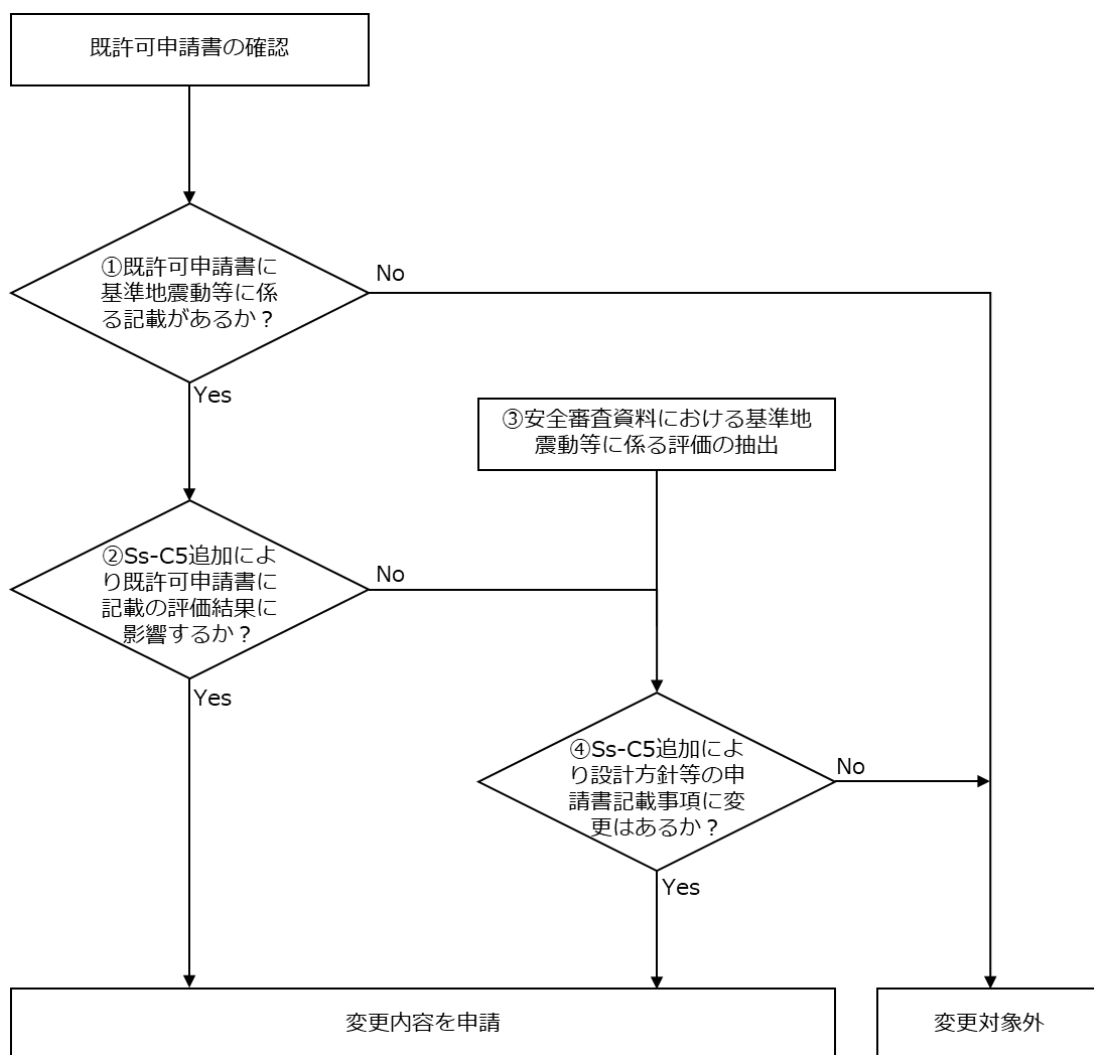 既許可申請書の確認
①既許可申請書に
基準地震動等に係
る記載があるか？
No
Yes
③安全審査資料における基準地
震動等に係る評価の抽出
②Ss-C5追加によ
り既許可申請書に
記載の評価結果に
影響するか？
No
Yes
④Ss-C5追加によ
り設計方針等の申
請書記載事項に変
更はあるか？
No
Yes
変更内容を申請
変更対象外